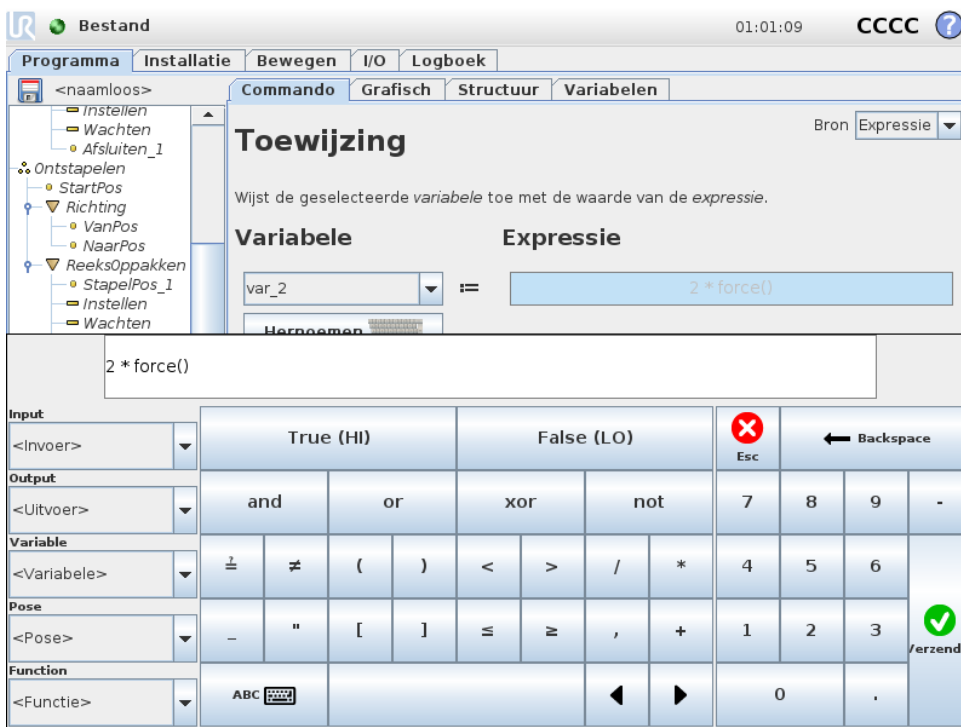 UR Bestand 01:01:09 CCCC ?
Programma Installatie Bewegen I/O Logboek
<naamloos> Commando Grafisch Structuur Variabelen
Instellen
Wachten
Afsluiten_1
Ontstapelen
StartPos
Richting
VanPos
NaarPos
ReeksOppakken
StapelPos_1
Instellen
Wachten
Bron Expressie
Toewijzing
Wijst de geselecteerde variabele toe met de waarde van de expressie.
Variabele Expressie
var_2 := 2 * force()
Hernoemen
2 * force()
Input
<Invoer>
Output
<Uitvoer>
Variable
<Variabele>
Pose
<Pose>
Function
<Functie>
True (HI) False (LO) Esc Backspace
and or xor not 7 8 9 -
≟ ≠ ( ) < > / * 4 5 6
_ " [ ] ≤ ≥ , + 1 2 3
ABC 0 .